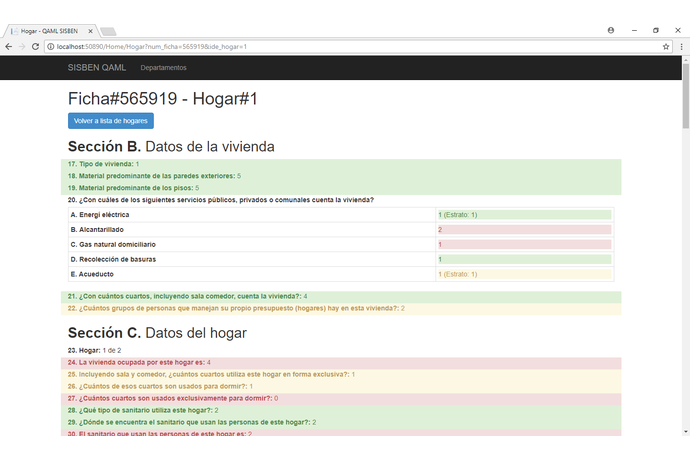 Hogar - QAML SISBEN
localhost:50890/Home/Hogar?num_ficha=565919&ide_hogar=1
SISBEN QAML Departamentos
Ficha#565919 - Hogar#1
Volver a lista de hogares
Sección B. Datos de la vivienda
17. Tipo de vivienda: 1
18. Material predominante de las paredes exteriores: 5
19. Material predominante de los pisos: 5
20. ¿Con cuáles de los siguientes servicios públicos, privados o comunales cuenta la vivienda?
A. Energí eléctrica 1 (Estrato: 1)
B. Alcantarillado 2
C. Gas natural domiciliario 1
D. Recolección de basuras 1
E. Acueducto 1 (Estrato: 1)
21. ¿Con cuántos cuartos, incluyendo sala comedor, cuenta la vivienda?: 4
22. ¿Cuántos grupos de personas que manejan su propio presupuesto (hogares) hay en esta vivienda?: 2
Sección C. Datos del hogar
23. Hogar: 1 de 2
24. La vivienda ocupada por este hogar es: 4
25. Incluyendo sala y comedor, ¿cuántos cuartos utiliza este hogar en forma exclusiva?: 1
26. ¿Cuántos de esos cuartos son usados para dormir?: 1
27. ¿Cuántos cuartos son usados exclusivamente para dormir?: 0
28. ¿Qué tipo de sanitario utiliza este hogar?: 2
29. ¿Dónde se encuentra el sanitario que usan las personas de este hogar?: 2
30. El sanitario que usan las personas de este hogar es: 2